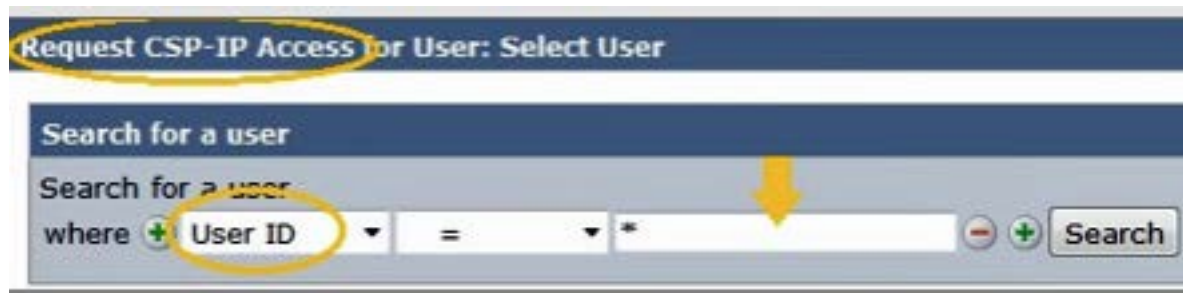 Request CSP-IP Access for User: Select User
Search for a user
Search for a user
where User ID = * Search